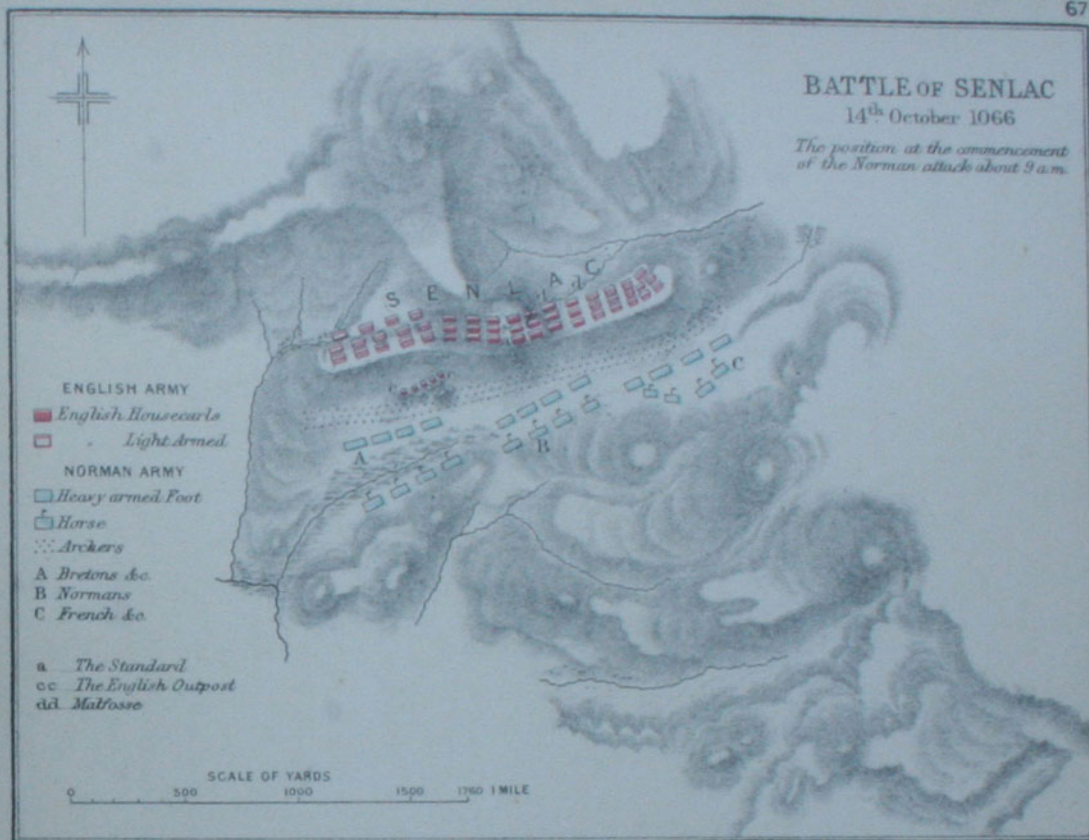 67
BATTLE OF SENLAC
14th October 1066
The position at the commencement
of the Norman attack about 9 a.m.
SENLAC
d d
C
A
B
ENGLISH ARMY
English Housecarls
" Light Armed
NORMAN ARMY
Heavy armed Foot
Horse
Archers
A Bretons &c.
B Normans
C French &c.
a The Standard
cc The English Outpost
dd Malfosse
SCALE OF YARDS
0 500 1000 1500 1760 1 MILE